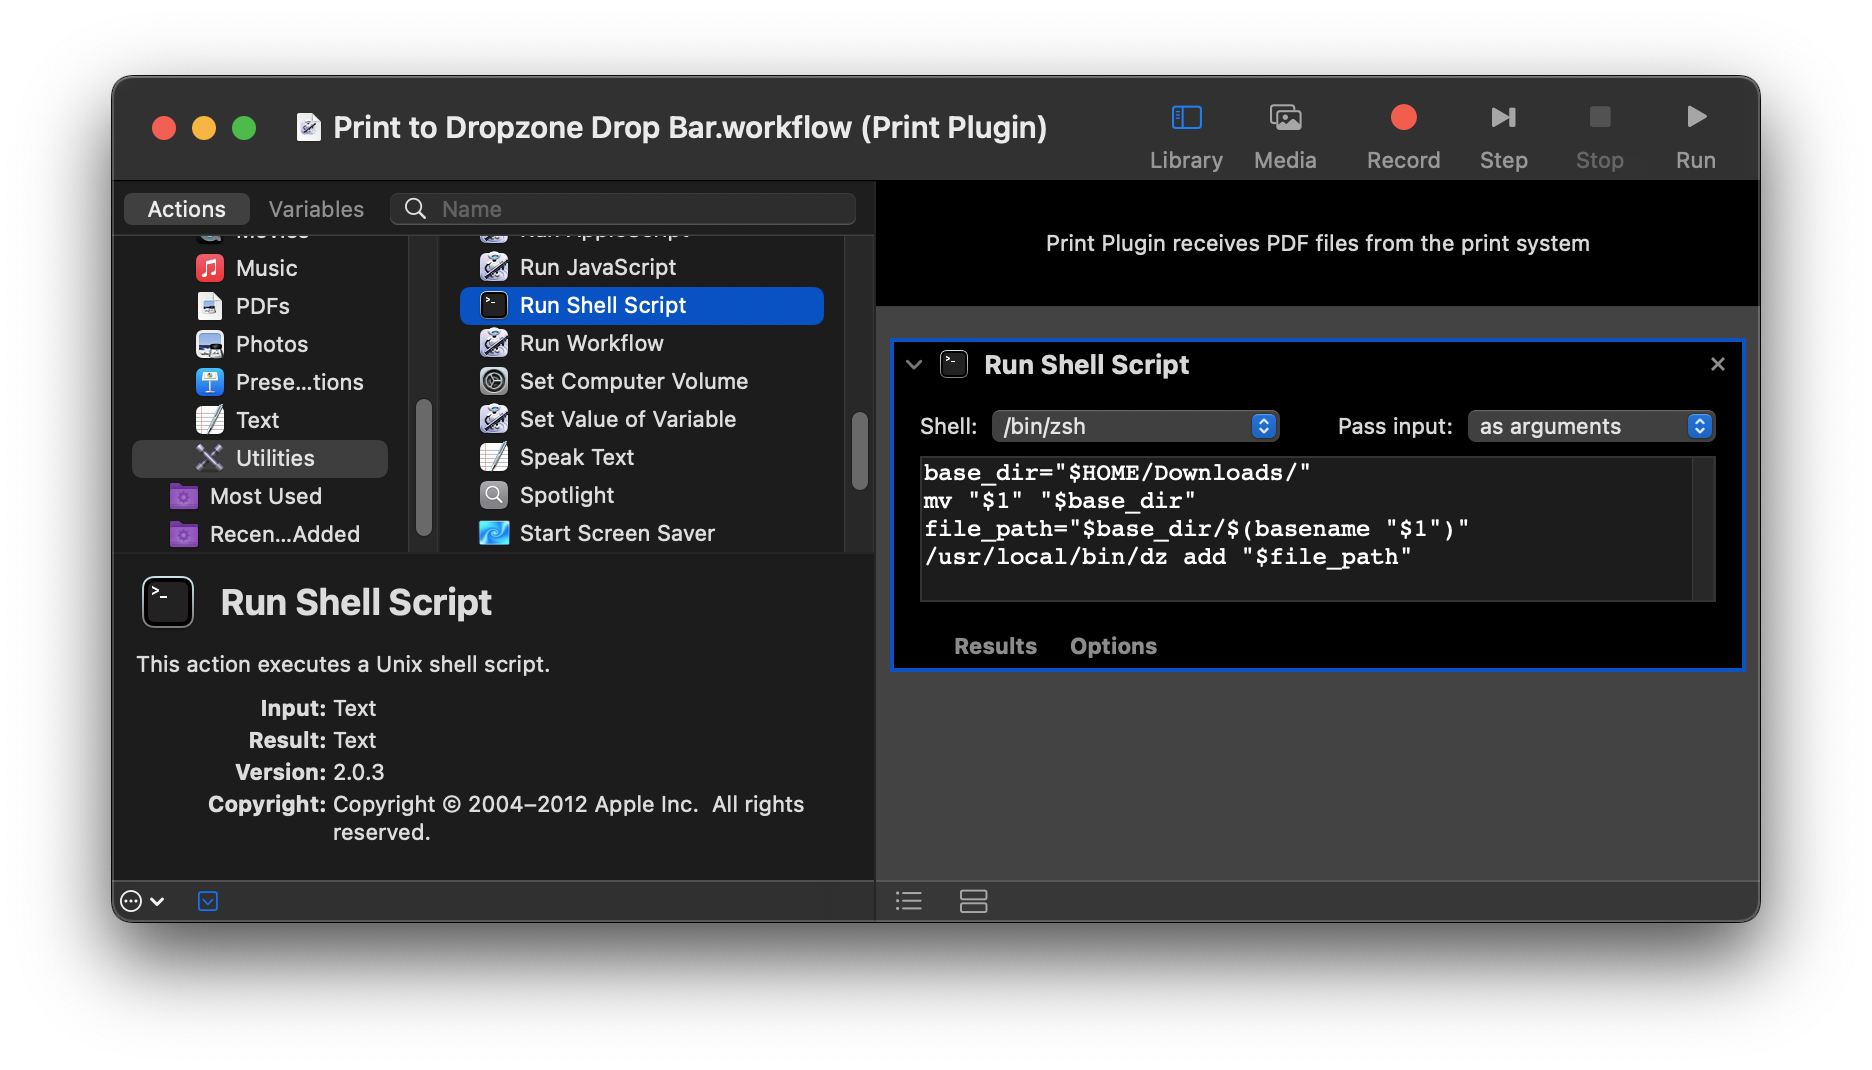 Print to Dropzone Drop Bar.workflow (Print Plugin)
Library
Media
Record
Step
Stop
Run
Actions
Variables
Name
Movies
Music
PDFs
Photos
Prese...tions
Text
Utilities
Most Used
Recen...Added
Run AppleScript
Run JavaScript
Run Shell Script
Run Workflow
Set Computer Volume
Set Value of Variable
Speak Text
Spotlight
Start Screen Saver
Run Shell Script
This action executes a Unix shell script.
Input: Text
Result: Text
Version: 2.0.3
Copyright: Copyright © 2004–2012 Apple Inc.  All rights
reserved.
Print Plugin receives PDF files from the print system
Run Shell Script
Shell: /bin/zsh
Pass input: as arguments
base_dir="$HOME/Downloads/"
mv "$1" "$base_dir"
file_path="$base_dir/$(basename "$1")"
/usr/local/bin/dz add "$file_path"
Results
Options